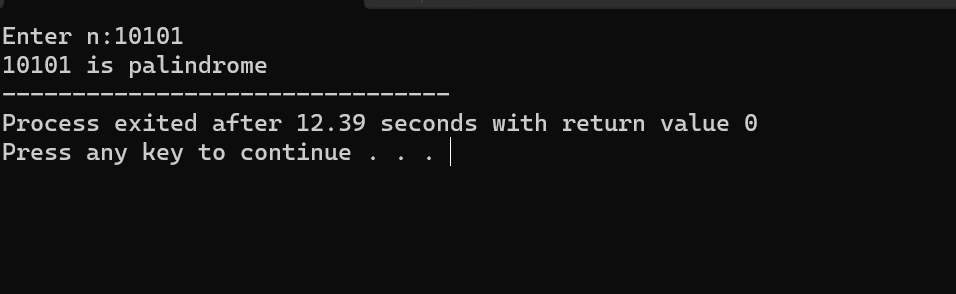 Enter n:10101
10101 is palindrome
--------------------------------
Process exited after 12.39 seconds with return value 0
Press any key to continue . . .